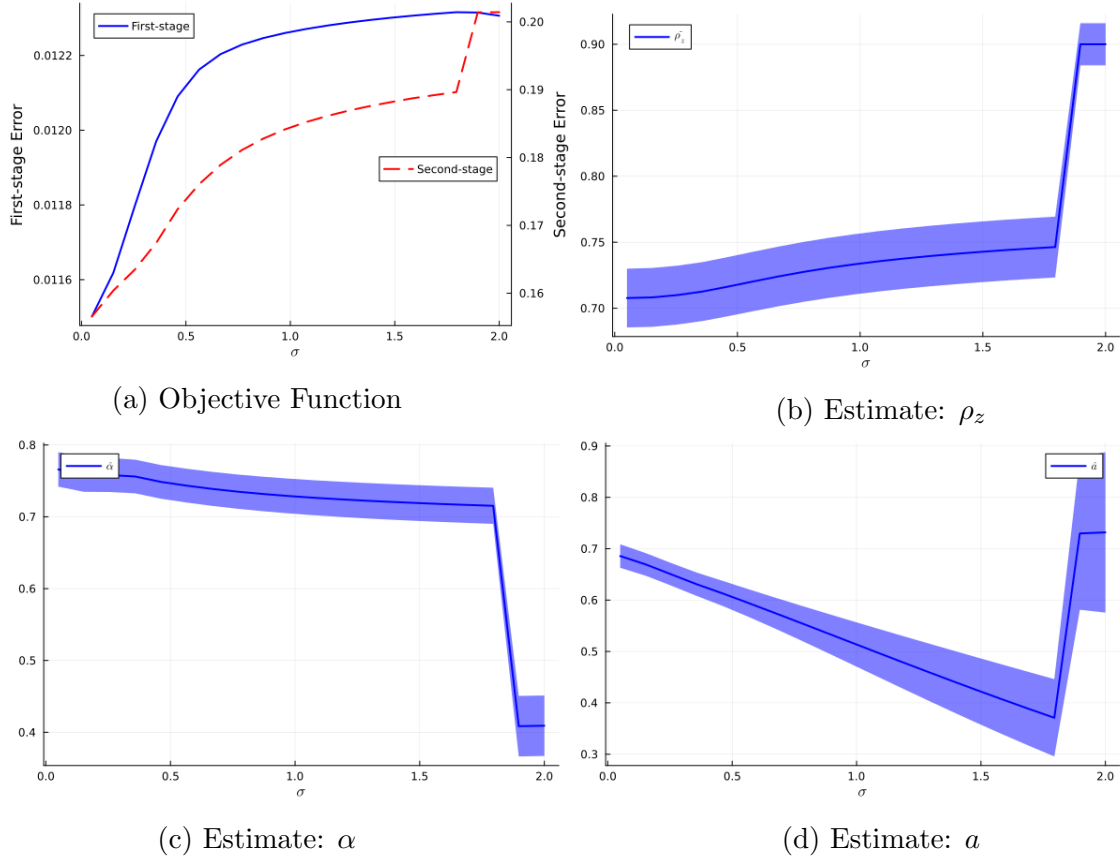 First-stage
Second-stage
First-stage Error
0.0122
0.0120
0.0118
0.0116
Second-stage Error
0.20
0.19
0.18
0.17
0.16
0.0 0.5 1.0 1.5 2.0
σ
(a) Objective Function
ρ̂_z
0.90
0.85
0.80
0.75
0.70
0.0 0.5 1.0 1.5 2.0
σ
(b) Estimate: ρ_z
α̂
0.8
0.7
0.6
0.5
0.4
0.0 0.5 1.0 1.5 2.0
σ
(c) Estimate: α
â
0.9
0.8
0.7
0.6
0.5
0.4
0.3
0.0 0.5 1.0 1.5 2.0
σ
(d) Estimate: a